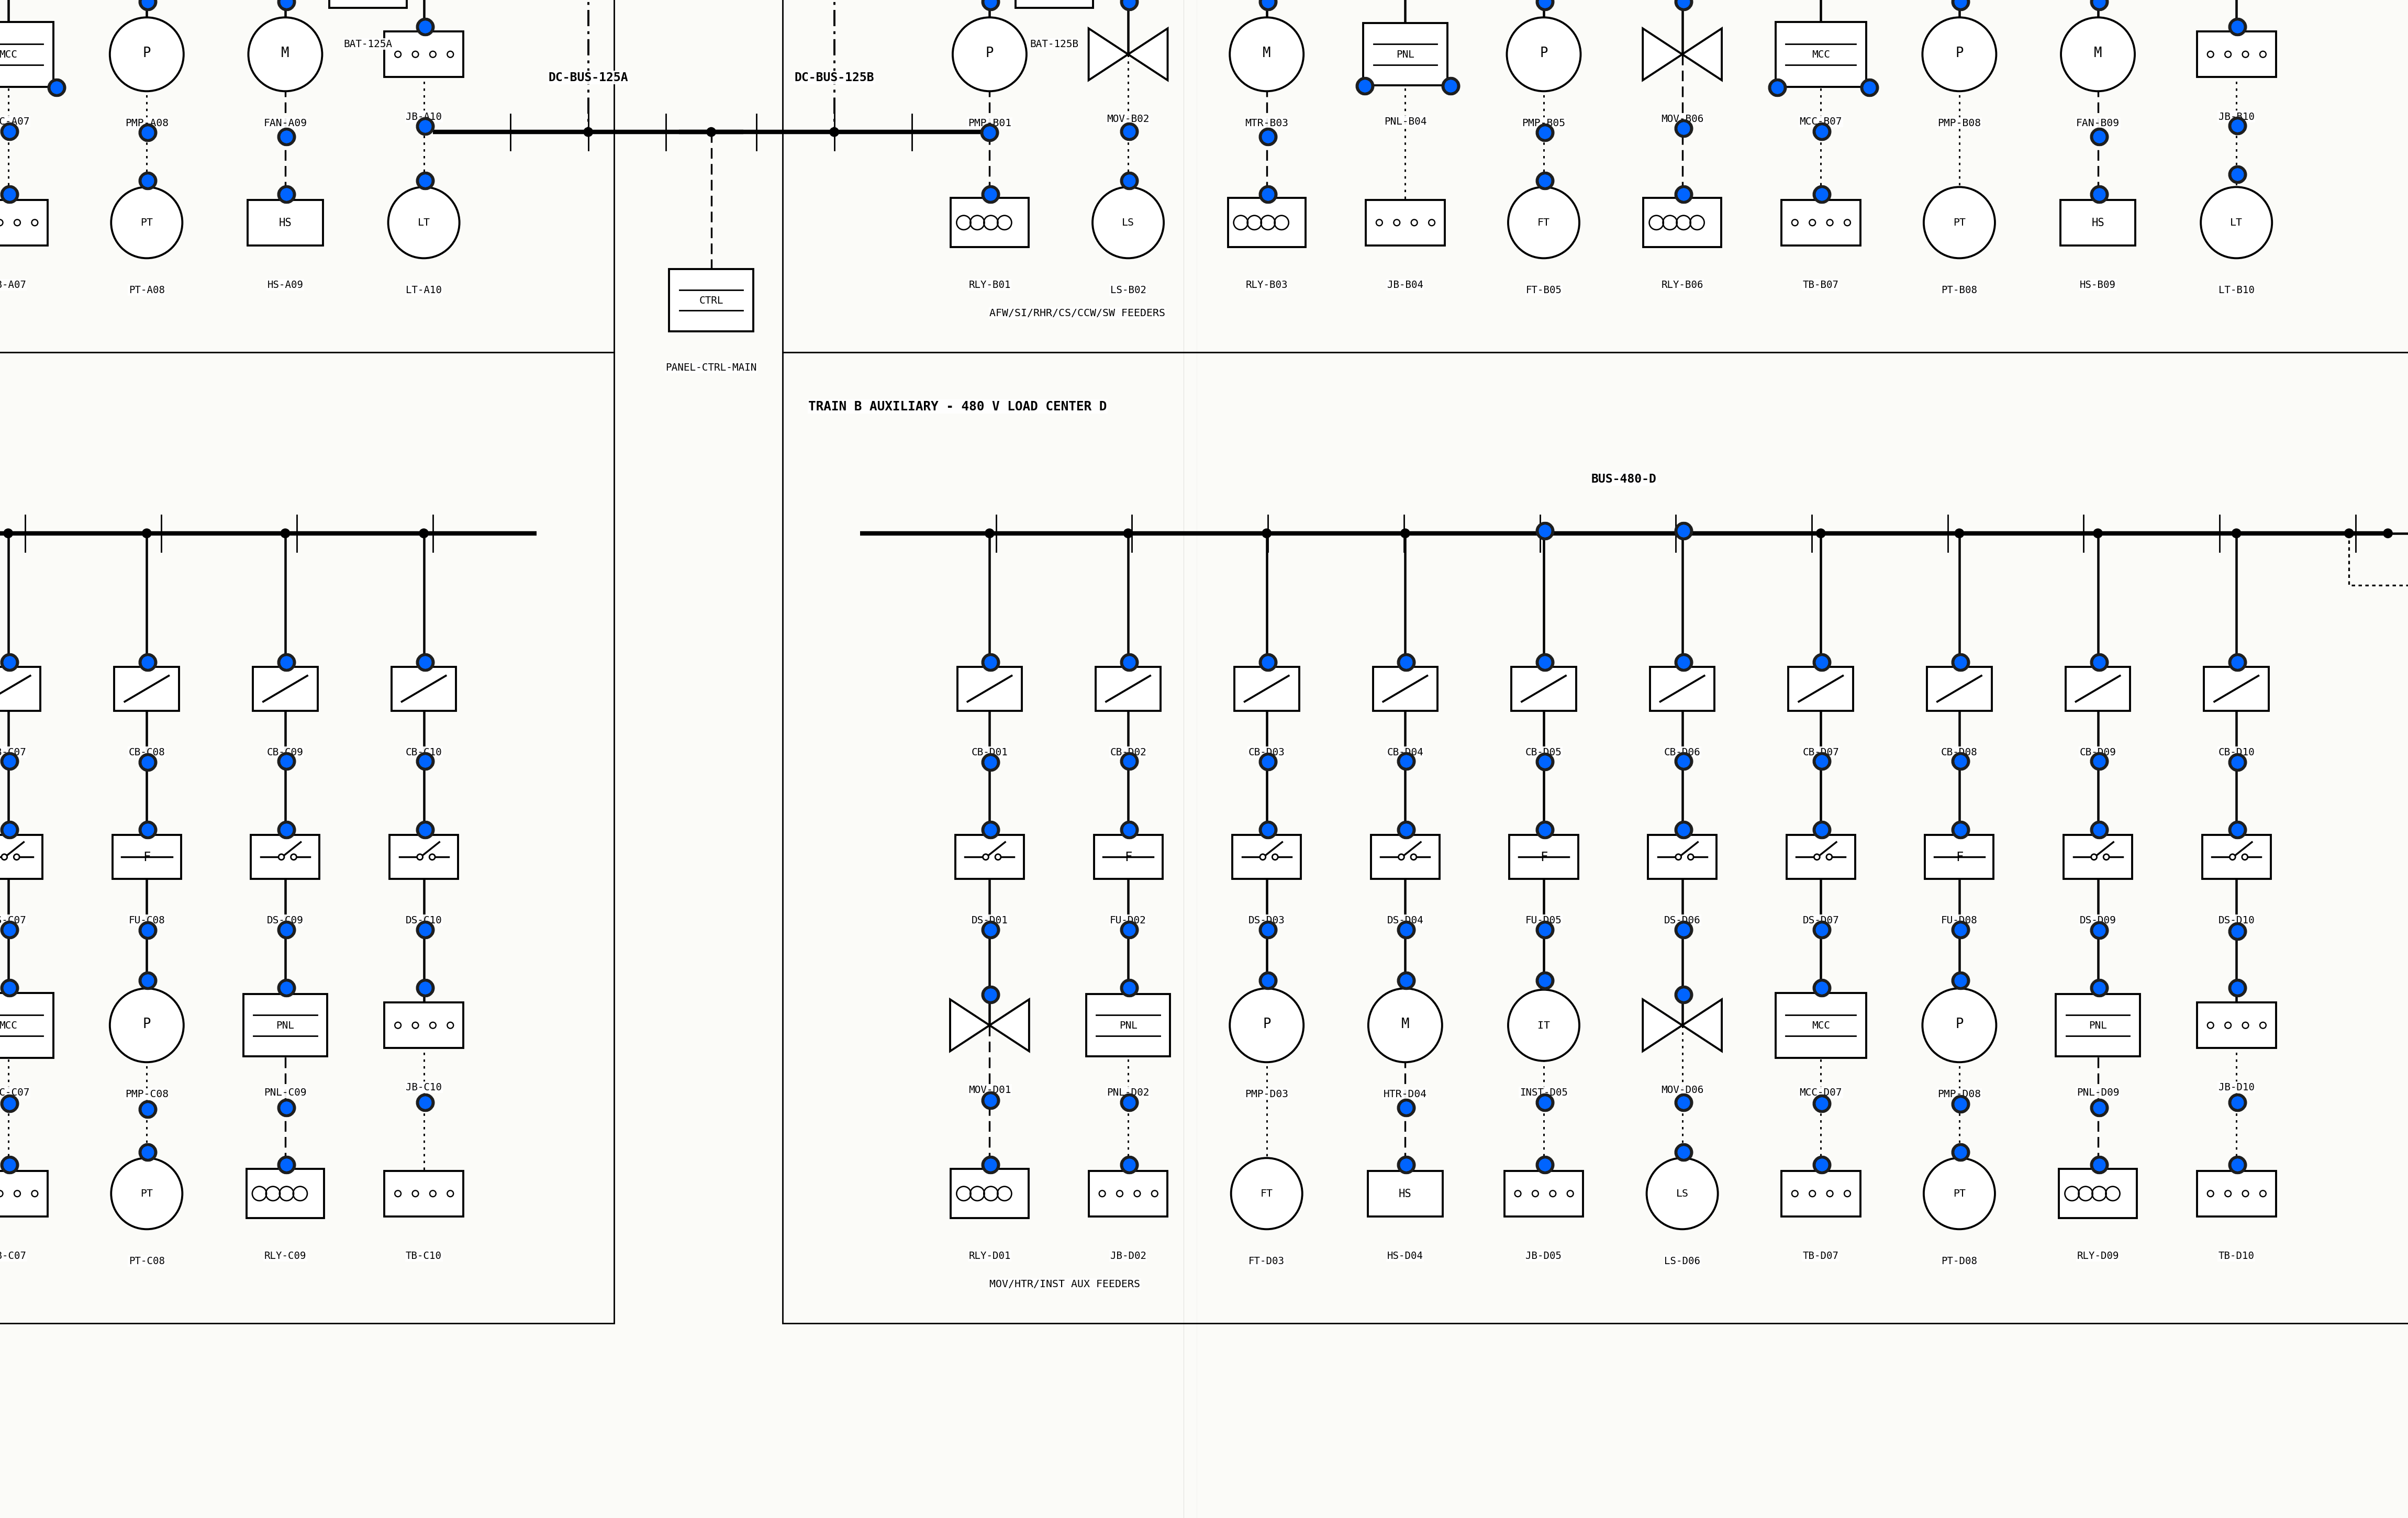 MCC P M BAT-125A P BAT-125B M PNL P MCC P M
DC-BUS-125A DC-BUS-125B
PMP-A08 FAN-A09 JB-A10 PMP-B01 MOV-B02 MTR-B03 PNL-B04 PMP-B05 MOV-B06 MCC-B07 PMP-B08 FAN-B09 JB-B10
PT HS LT LS FT PT HS LT
PT-A08 HS-A09 LT-A10 RLY-B01 LS-B02 RLY-B03 JB-B04 FT-B05 RLY-B06 TB-B07 PT-B08 HS-B09 LT-B10
CTRL
AFW/SI/RHR/CS/CCW/SW FEEDERS
PANEL-CTRL-MAIN
TRAIN B AUXILIARY - 480 V LOAD CENTER D
BUS-480-D
CB-C08 CB-C09 CB-C10 CB-D01 CB-D02 CB-D03 CB-D04 CB-D05 CB-D06 CB-D07 CB-D08 CB-D09 CB-D10
F F F F
FU-C08 DS-C09 DS-C10 DS-D01 FU-D02 DS-D03 DS-D04 FU-D05 DS-D06 DS-D07 FU-D08 DS-D09 DS-D10
MCC P PNL PNL P M IT MCC P PNL
PMP-C08 PNL-C09 JB-C10 MOV-D01 PNL-D02 PMP-D03 HTR-D04 INST-D05 MOV-D06 MCC-D07 PMP-D08 PNL-D09 JB-D10
PT FT HS LS PT
PT-C08 RLY-C09 TB-C10 RLY-D01 JB-D02 FT-D03 HS-D04 JB-D05 LS-D06 TB-D07 PT-D08 RLY-D09 TB-D10
MOV/HTR/INST AUX FEEDERS